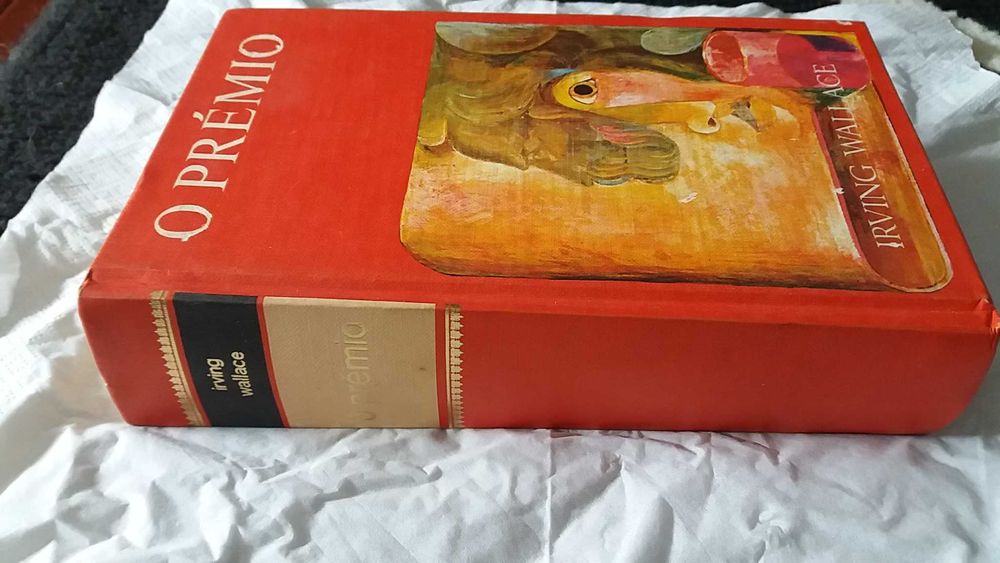 O PRÉMIO
IRVING WALLACE
irving
wallace
o prémio